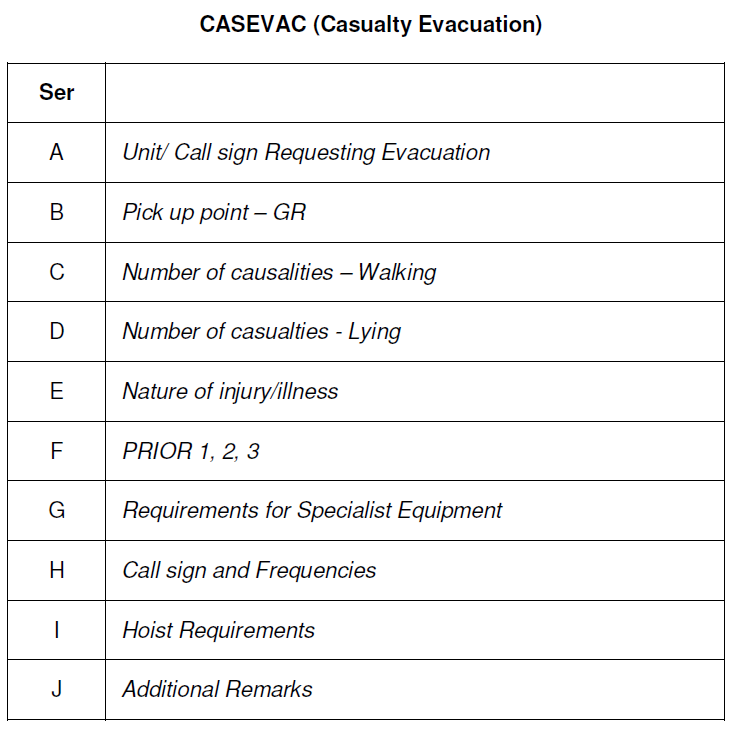 CASEVAC (Casualty Evacuation)
Ser
A Unit/ Call sign Requesting Evacuation
B Pick up point – GR
C Number of causalities – Walking
D Number of casualties - Lying
E Nature of injury/illness
F PRIOR 1, 2, 3
G Requirements for Specialist Equipment
H Call sign and Frequencies
I Hoist Requirements
J Additional Remarks